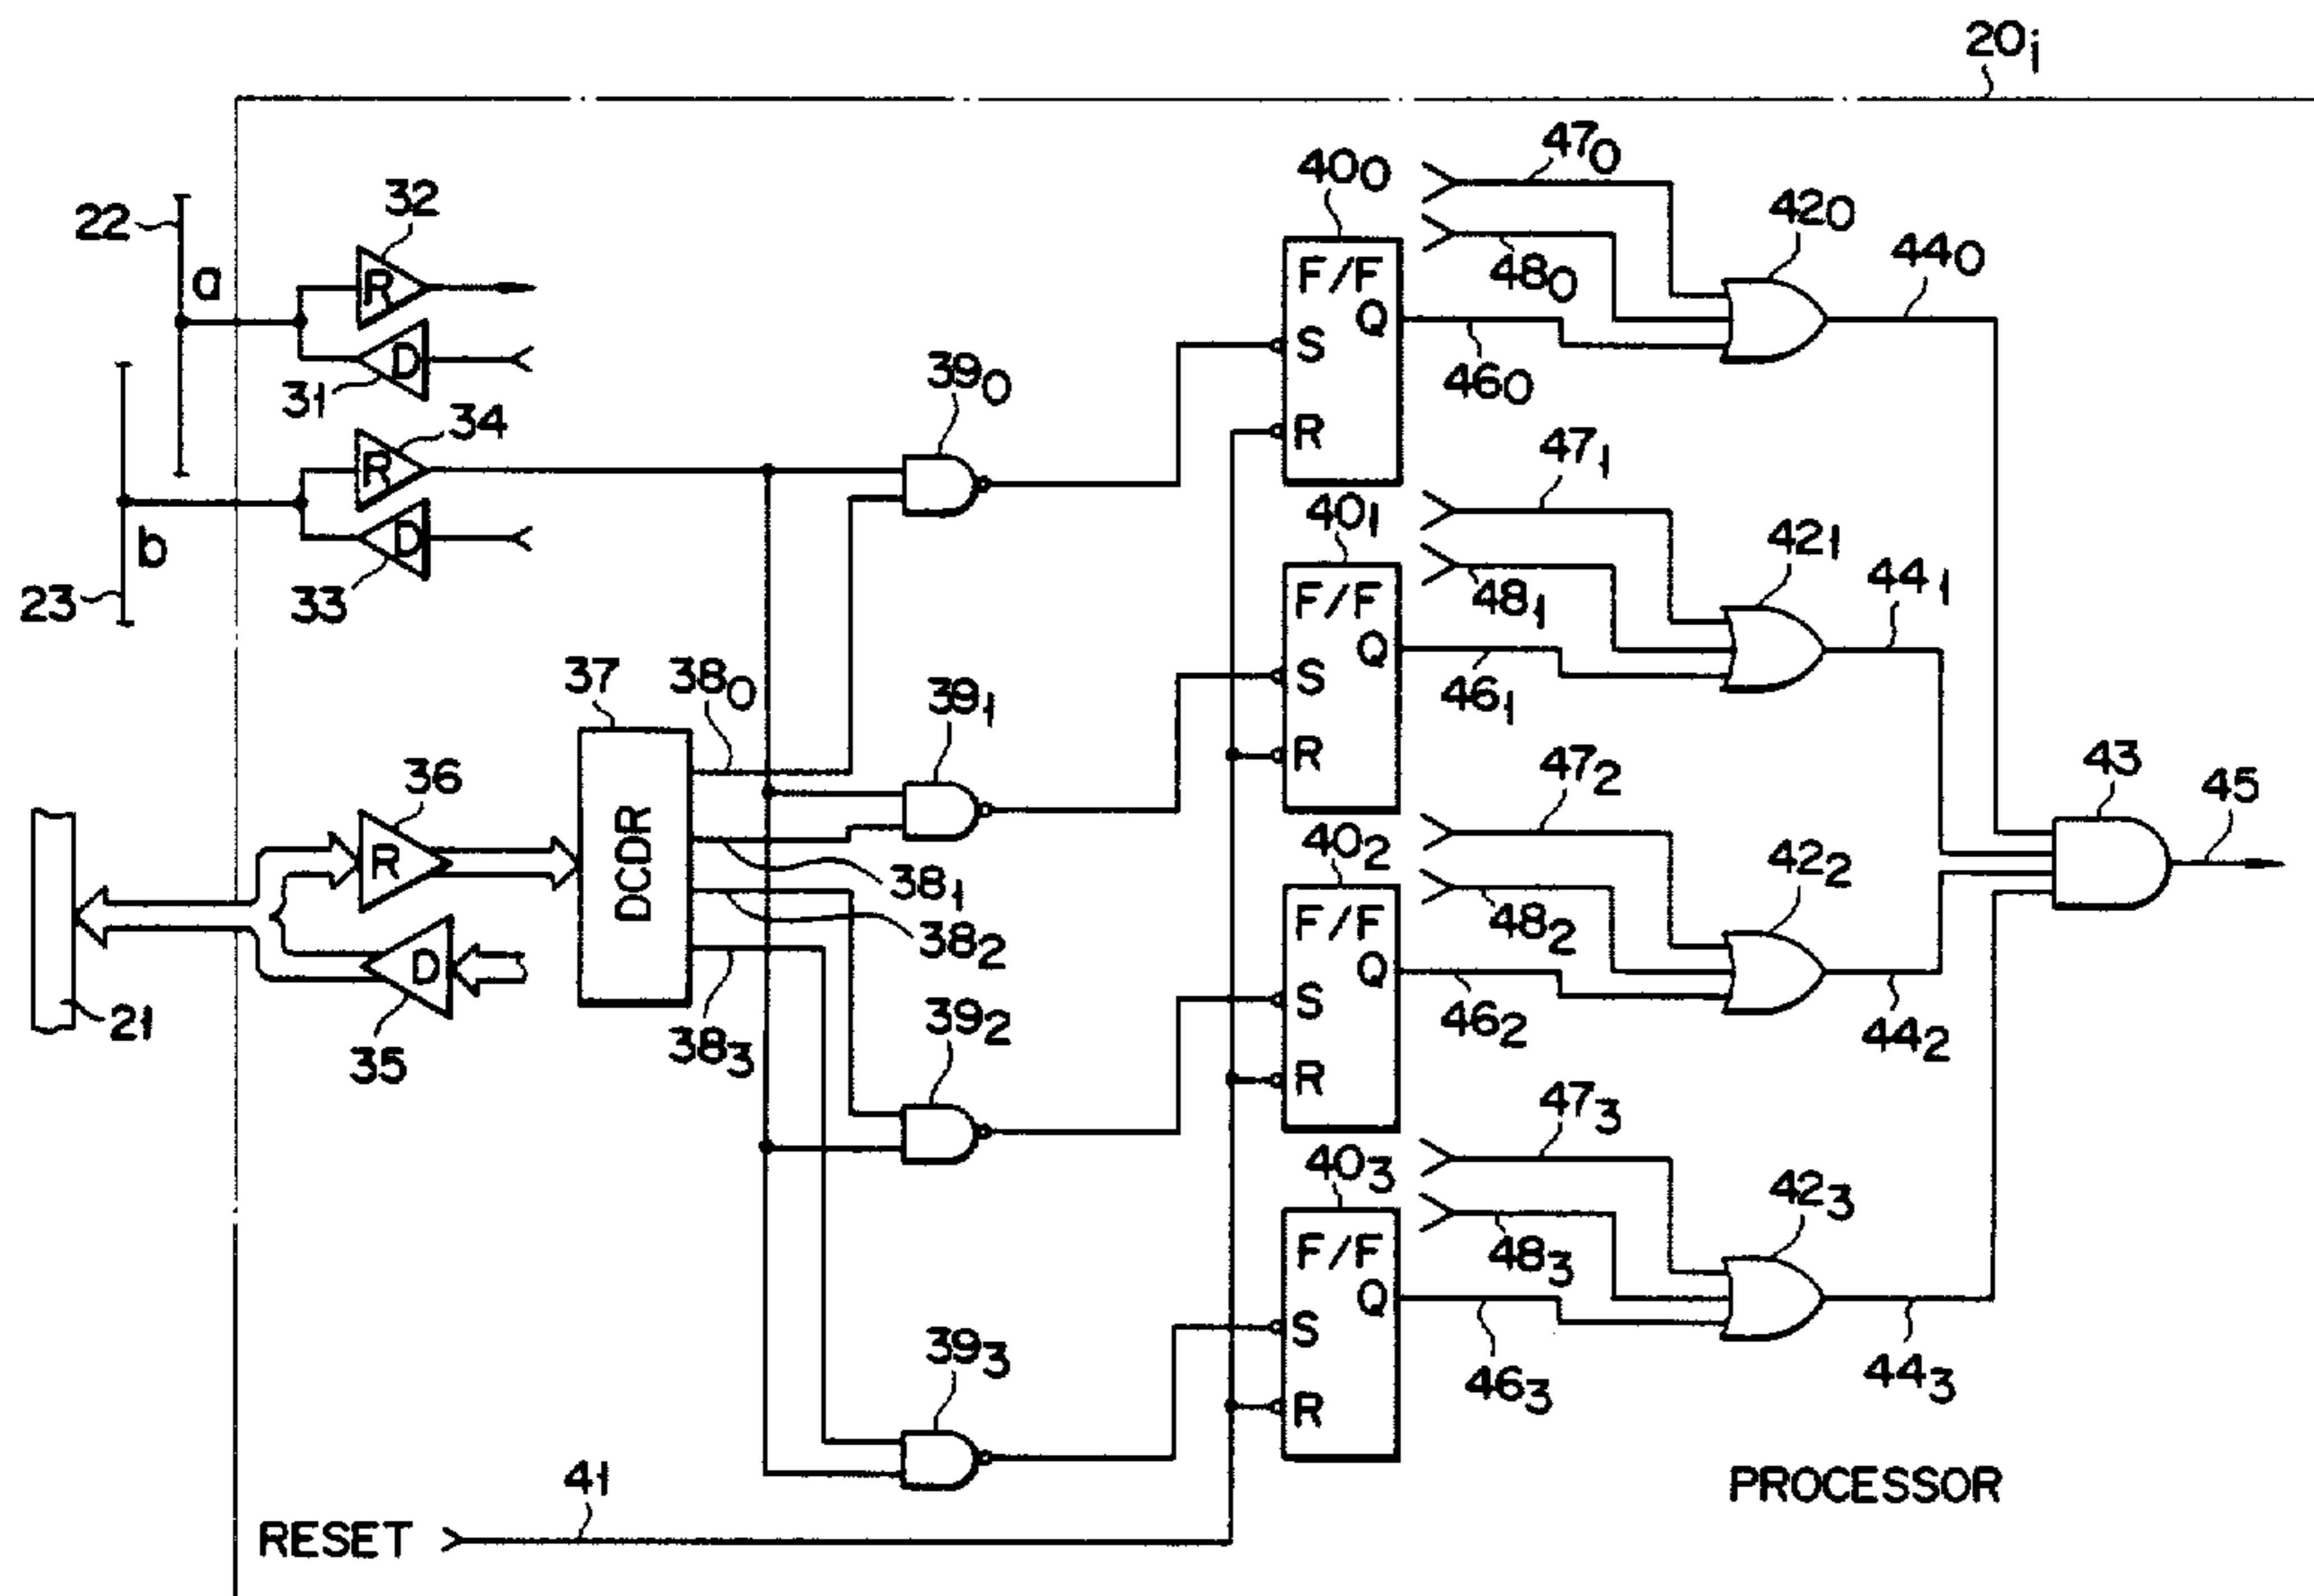 20i
47₀
40₀
32
42₀
22
44₀
a
R
48₀
F/F
Q
D
S
31
39₀
46₀
34
R
47₁
R
40₁
b
D
42₁
23
33
44₁
F/F
48₁
Q
37
38₀
39₁
S
46₁
R
47₂
43
36
45
40₂
R
DCDR
42₂
38₁
48₂
F/F
38₂
Q
D
21
39₂
S
46₂
35
38₃
44₂
R
47₃
40₃
42₃
F/F
48₃
Q
39₃
S
46₃
44₃
R
41
PROCESSOR
RESET